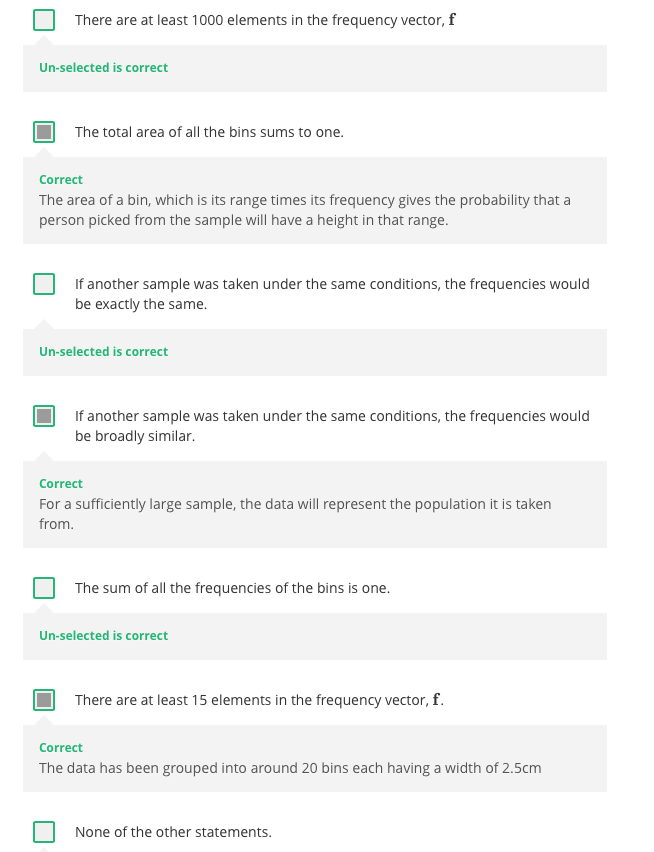 There are at least 1000 elements in the frequency vector, f
Un-selected is correct
The total area of all the bins sums to one.
Correct
The area of a bin, which is its range times its frequency gives the probability that a
person picked from the sample will have a height in that range.
If another sample was taken under the same conditions, the frequencies would
be exactly the same.
Un-selected is correct
If another sample was taken under the same conditions, the frequencies would
be broadly similar.
Correct
For a sufficiently large sample, the data will represent the population it is taken
from.
The sum of all the frequencies of the bins is one.
Un-selected is correct
There are at least 15 elements in the frequency vector, f.
Correct
The data has been grouped into around 20 bins each having a width of 2.5cm
None of the other statements.